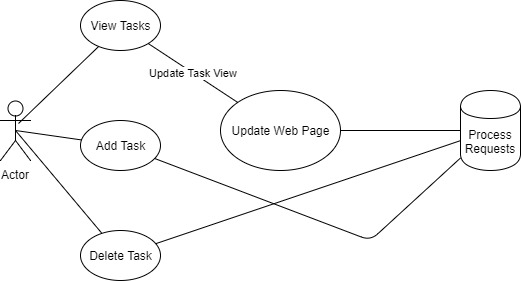 View Tasks
Update Task View
Update Web Page
Process
Requests
Add Task
Actor
Delete Task